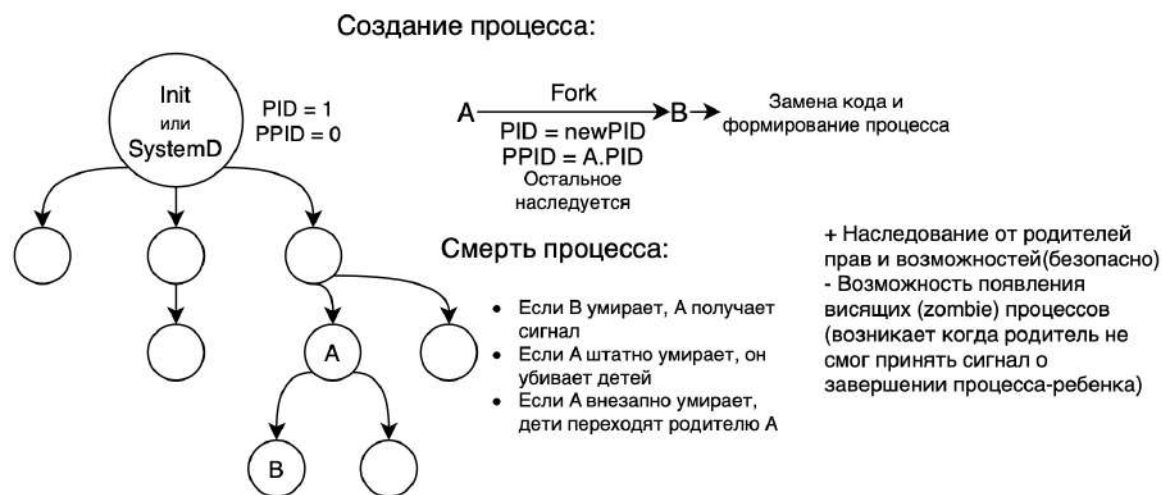 Создание процесса:
Init
или
SystemD
PID = 1
PPID = 0
A
Fork
B
PID = newPID
PPID = A.PID
Остальное
наследуется
Замена кода и
формирование процесса
Смерть процесса:
• Если B умирает, A получает
сигнал
• Если A штатно умирает, он
убивает детей
• Если A внезапно умирает,
дети переходят родителю A
+ Наследование от родителей
прав и возможностей(безопасно)
- Возможность появления
висящих (zombie) процессов
(возникает когда родитель не
смог принять сигнал о
завершении процесса-ребенка)
A
B